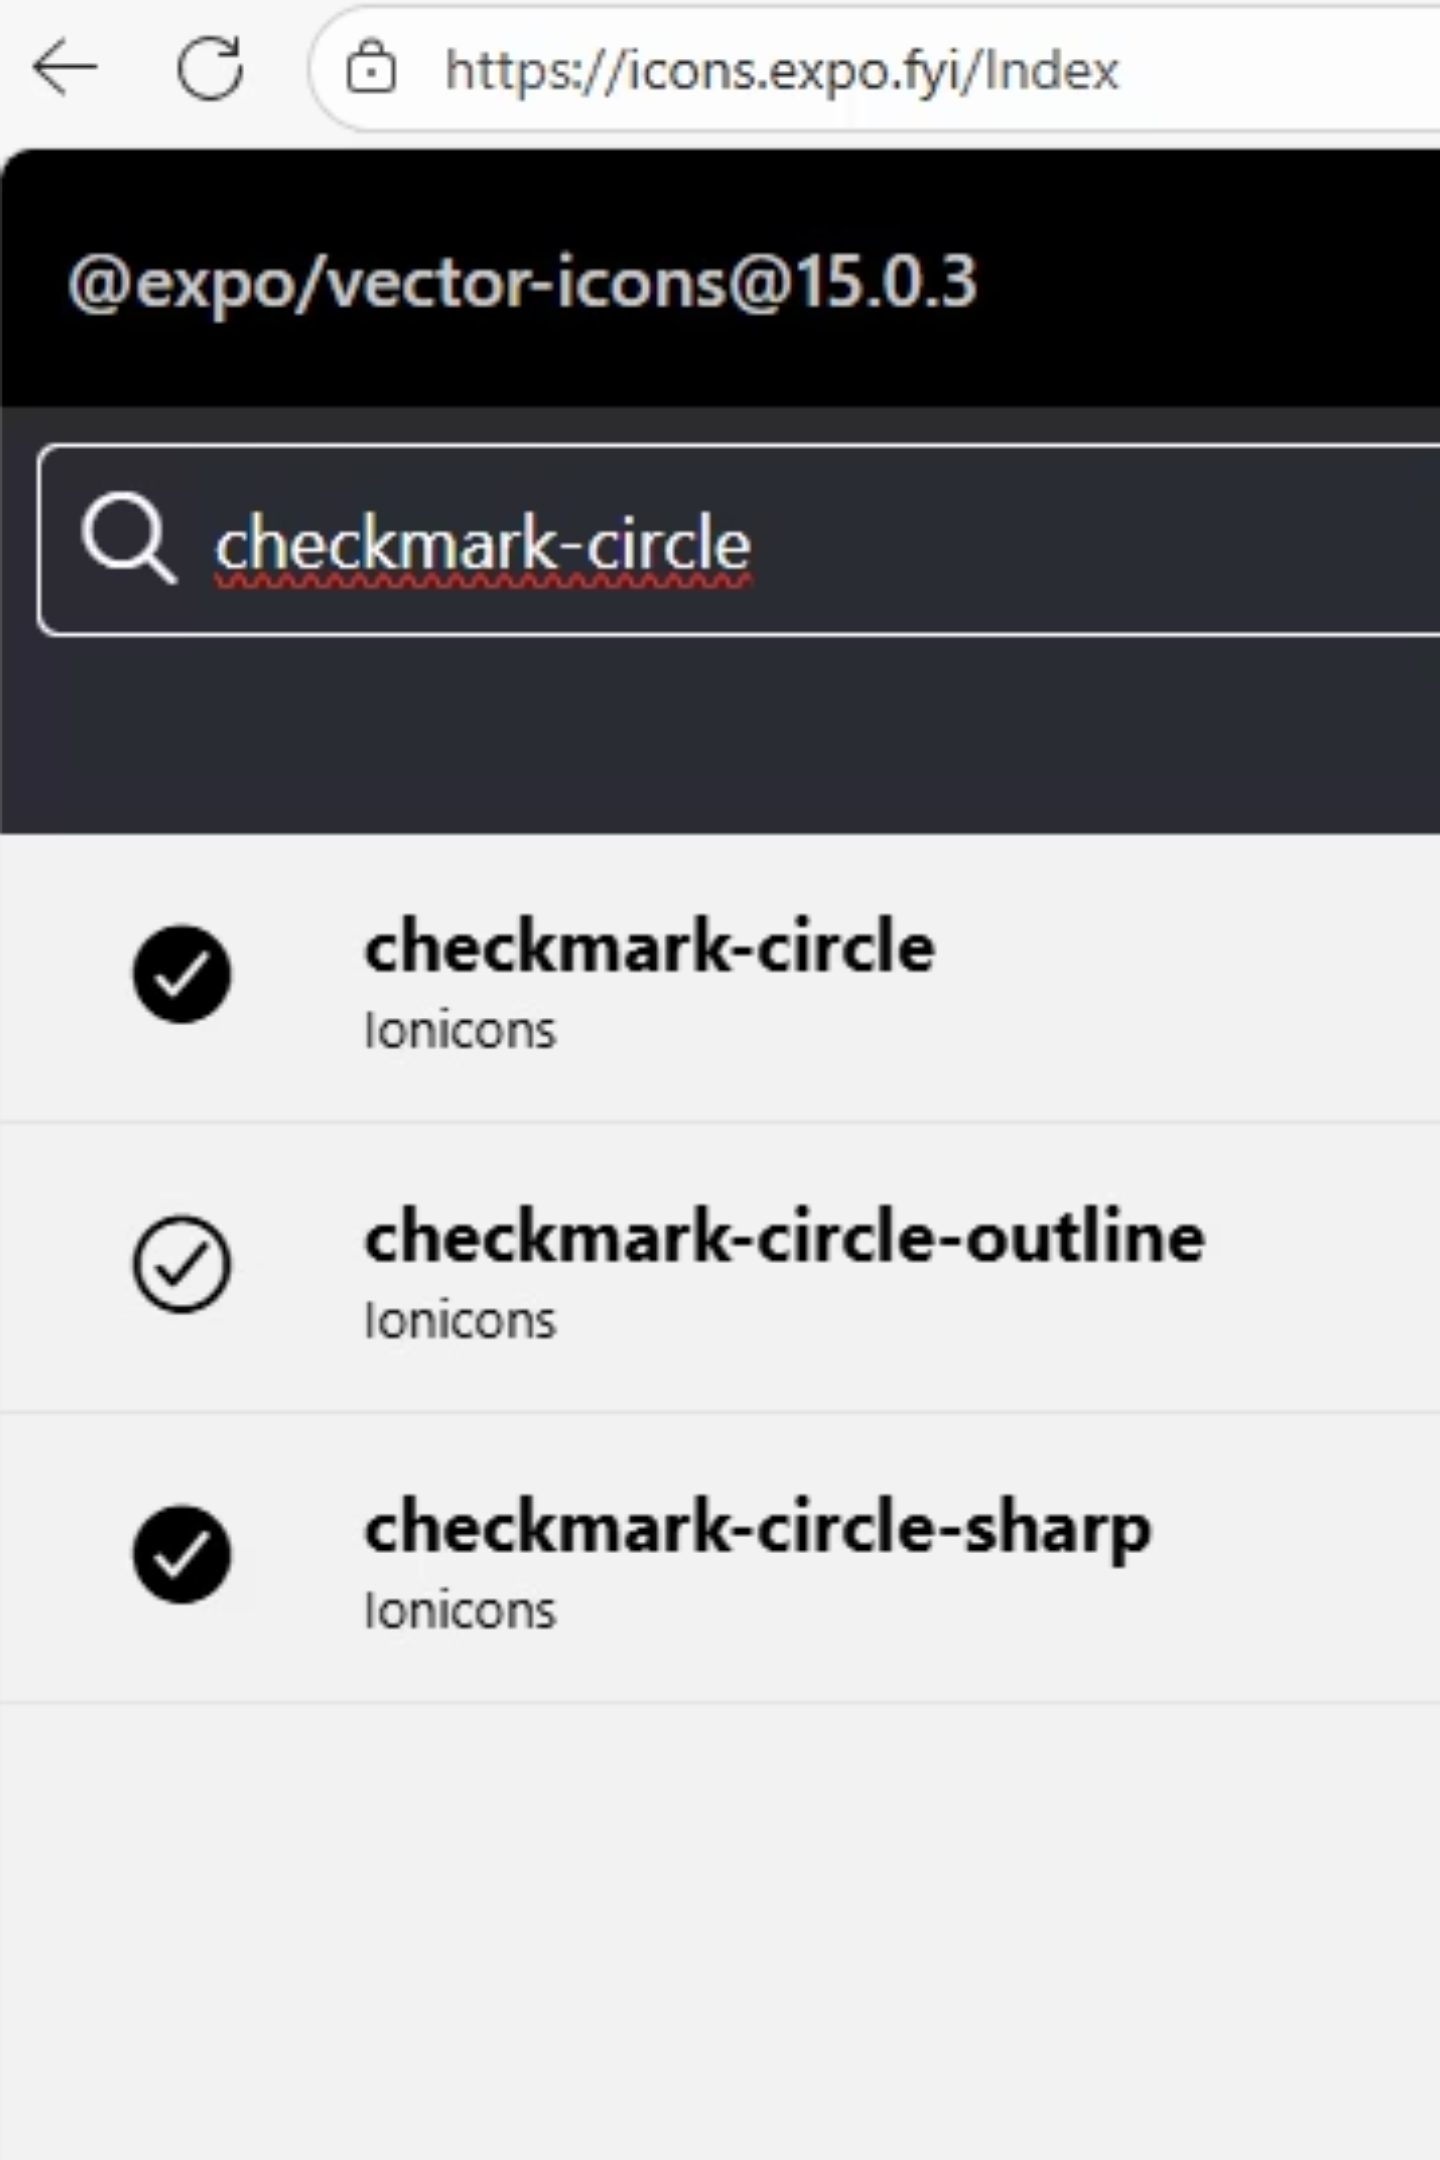 https://icons.expo.fyi/Index
@expo/vector-icons@15.0.3
checkmark-circle
checkmark-circle
Ionicons
checkmark-circle-outline
Ionicons
checkmark-circle-sharp
Ionicons